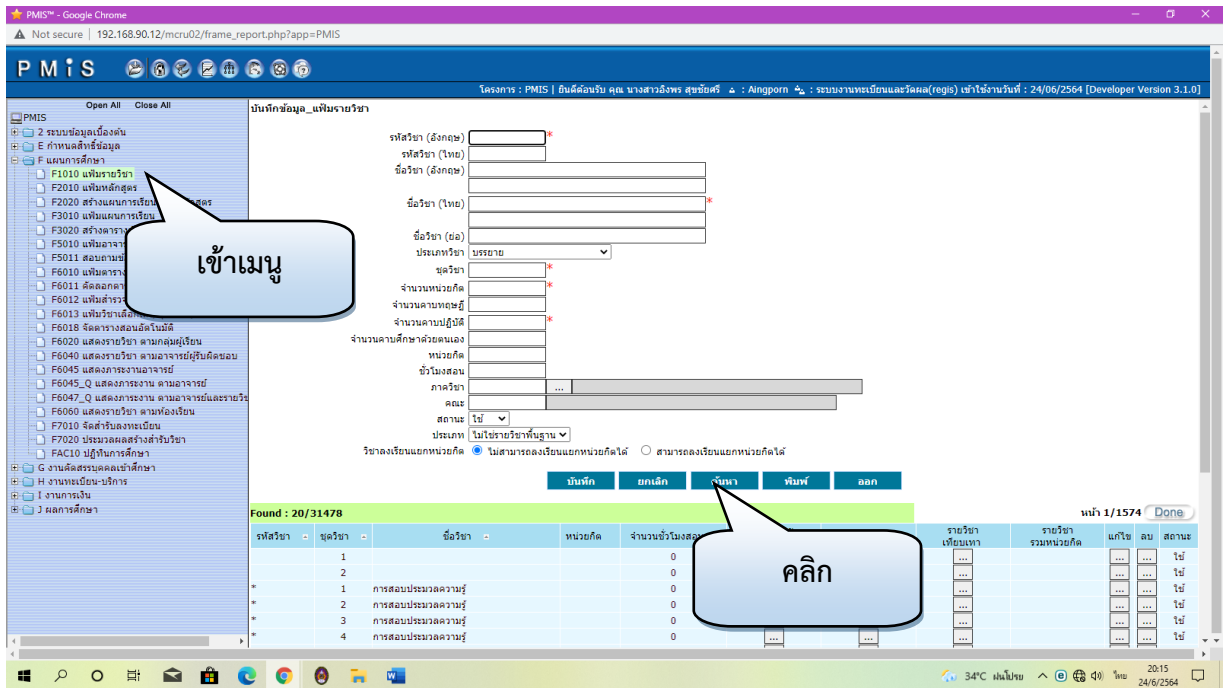 PMIS™ - Google Chrome
Not secure | 192.168.90.12/mcru02/frame_report.php?app=PMIS
PMiS
โครงการ : PMIS | ยินดีต้อนรับ คุณ นางสาวอิงพร สุขชัยศรี : Aingporn : ระบบงานทะเบียนและวัดผล(regis) เข้าใช้งานวันที่ : 24/06/2564 [Developer Version 3.1.0]
Open All Close All
PMIS
2 ระบบข้อมูลเบื้องต้น
E กำหนดสิทธิ์ข้อมูล
F แผนการศึกษา
F1010 แฟ้มรายวิชา
F2010 แฟ้มหลักสูตร
F2020 สร้างแผนการเรียน
F3010 แฟ้มแผนการเรียน
F3020 สร้างตาราง
F5010 แฟ้มอาจาร
F5011 สอบถามข้
F6010 แฟ้มตาราง
F6011 คัดลอกตา
F6012 แฟ้มสำรวจ
F6013 แฟ้มวิชาเลือก
F6018 จัดตารางสอนอัตโนมัติ
F6020 แสดงรายวิชา ตามกลุ่มผู้เรียน
F6040 แสดงรายวิชา ตามอาจารย์ผู้รับผิดชอบ
F6045 แสดงภาระงานอาจารย์
F6045_Q แสดงภาระงาน ตามอาจารย์
F6047_Q แสดงภาระงาน ตามอาจารย์และรายวิช
F6060 แสดงรายวิชา ตามห้องเรียน
F7010 จัดสำรับลงทะเบียน
F7020 ประมวลผลสร้างสำรับวิชา
FAC10 ปฏิทินการศึกษา
G งานคัดสรรบุคคลเข้าศึกษา
H งานทะเบียน-บริการ
I งานการเงิน
J ผลการศึกษา
เข้าเมนู
บันทึกข้อมูล_แฟ้มรายวิชา
รหัสวิชา (อังกฤษ) *
รหัสวิชา (ไทย)
ชื่อวิชา (อังกฤษ)
ชื่อวิชา (ไทย) *
ชื่อวิชา (ย่อ)
ประเภทวิชา บรรยาย
ชุดวิชา *
จำนวนหน่วยกิต *
จำนวนคาบทฤษฎี
จำนวนคาบปฏิบัติ *
จำนวนคาบศึกษาด้วยตนเอง
หน่วยกิต
ชั่วโมงสอน
ภาควิชา ...
คณะ
สถานะ ใช้
ประเภท ไม่ใช่รายวิชาพื้นฐาน
วิชาลงเรียนแยกหน่วยกิต ไม่สามารถลงเรียนแยกหน่วยกิตได้ สามารถลงเรียนแยกหน่วยกิตได้
บันทึก ยกเลิก ค้นหา พิมพ์ ออก
คลิก
Found : 20/31478 หน้า 1/1574 Done
รหัสวิชา ชุดวิชา ชื่อวิชา หน่วยกิต จำนวนชั่วโมงสอน รายวิชาเทียบเทา รายวิชารวมหน่วยกิต แก้ไข ลบ สถานะ
1 0 ... ... ... ใช้
2 0 ... ... ... ใช้
* 1 การสอบประมวลความรู้ 0 ... ... ... ใช้
* 2 การสอบประมวลความรู้ 0 ... ... ... ใช้
* 3 การสอบประมวลความรู้ 0 ... ... ... ใช้
* 4 การสอบประมวลความรู้ 0 ... ... ... ... ... ใช้
34°C ฝนโปรย ไทย 20:15
24/6/2564